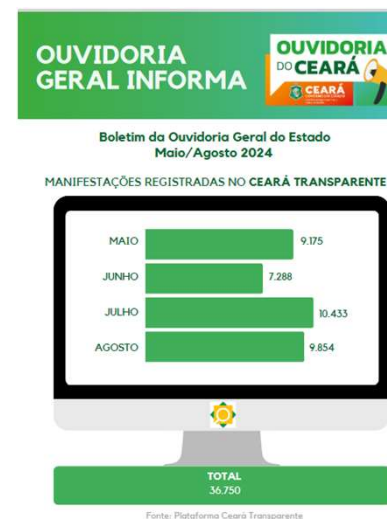 OUVIDORIA
GERAL INFORMA
OUVIDORIA
DO CEARÁ
CEARÁ
Boletim da Ouvidoria Geral do Estado
Maio/Agosto 2024
MANIFESTAÇÕES REGISTRADAS NO CEARÁ TRANSPARENTE
MAIO 9.175
JUNHO 7.288
JULHO 10.433
AGOSTO 9.854
TOTAL
36.750
Fonte: Plataforma Ceará Transparente